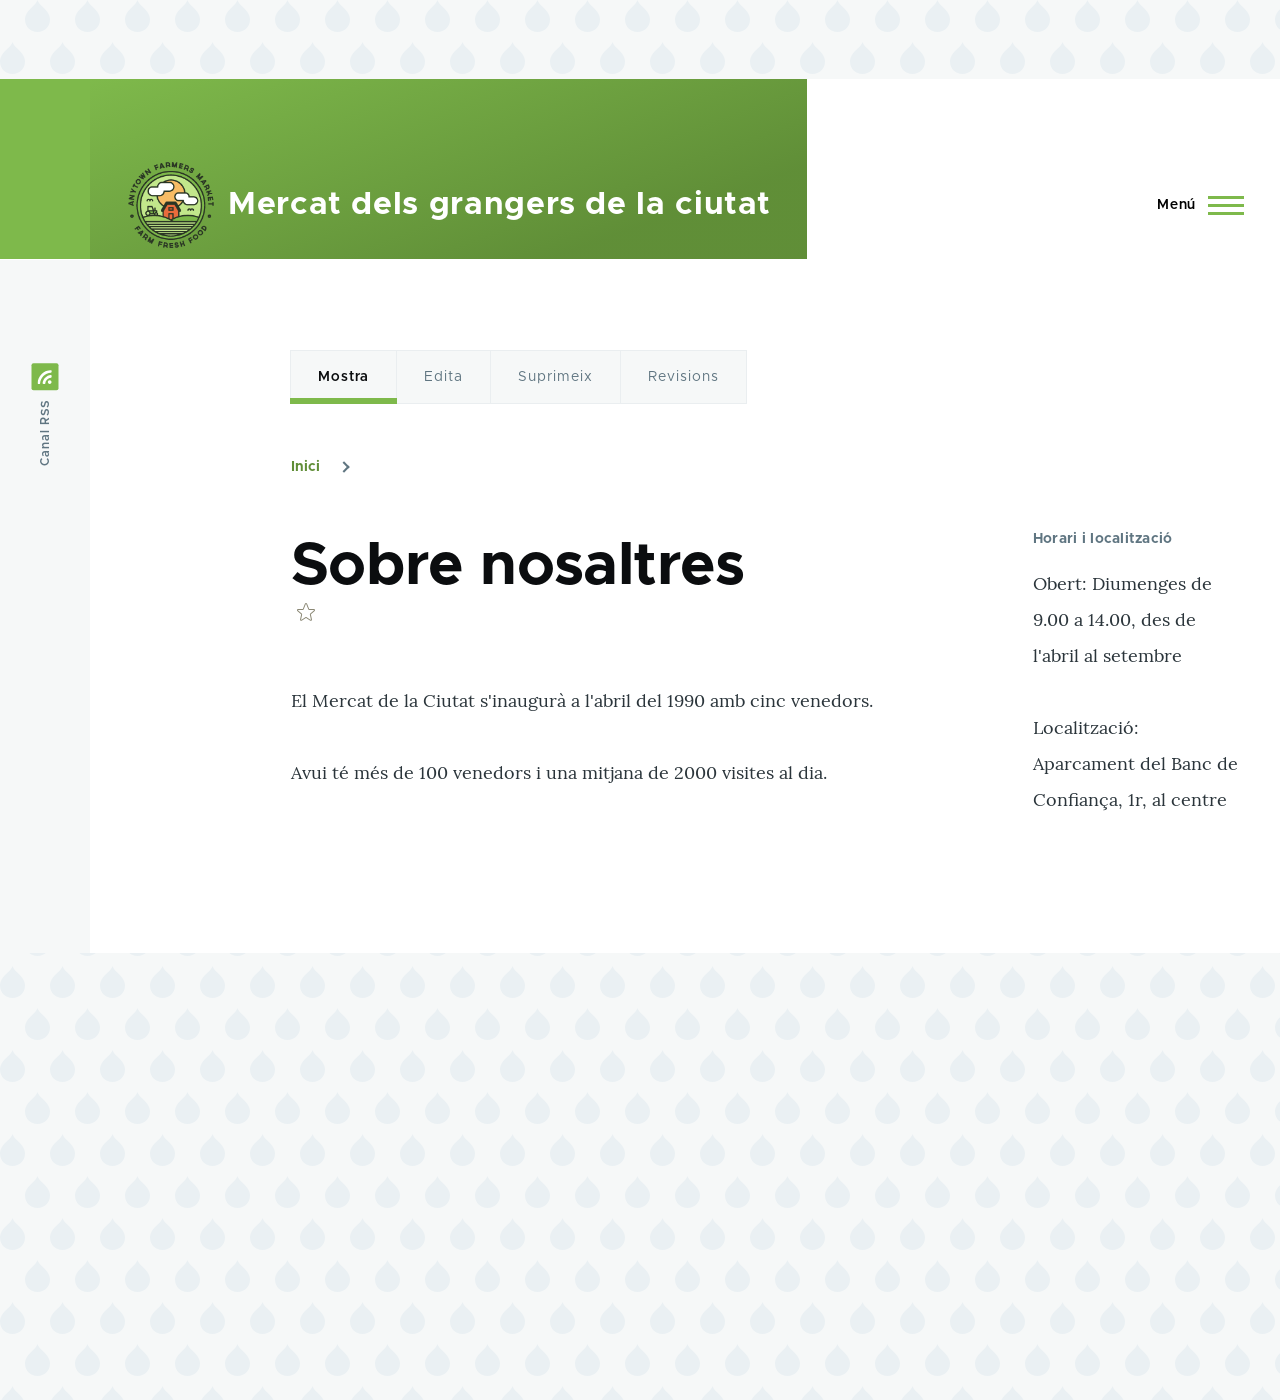 ANYTOWN FARMERS MARKET
FARM FRESH FOOD
Mercat dels grangers de la ciutat
Menú
Canal RSS
Mostra
Edita
Suprimeix
Revisions
Inici
Sobre nosaltres
El Mercat de la Ciutat s'inaugurà a l'abril del 1990 amb cinc venedors.
Avui té més de 100 venedors i una mitjana de 2000 visites al dia.
Horari i localització
Obert: Diumenges de
9.00 a 14.00, des de
l'abril al setembre
Localització:
Aparcament del Banc de
Confiança, 1r, al centre